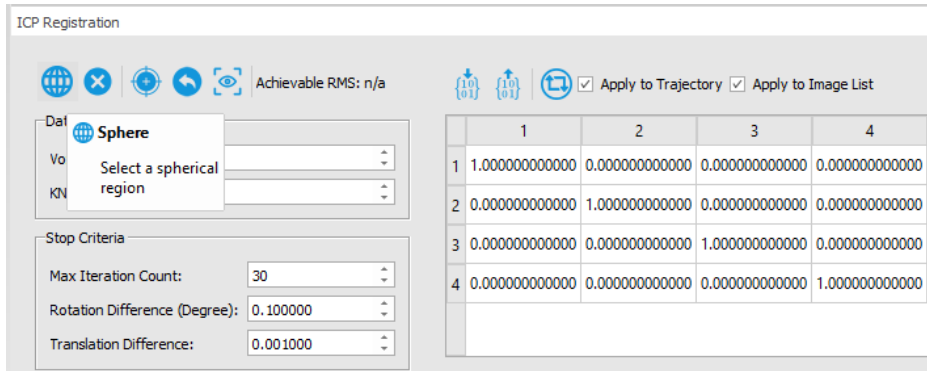 ICP Registration
Achievable RMS: n/a
Apply to Trajectory
Apply to Image List
Sphere
Select a spherical
region
Stop Criteria
Max Iteration Count: 30
Rotation Difference (Degree): 0.100000
Translation Difference: 0.001000
1 2 3 4
1 1.000000000000 0.000000000000 0.000000000000 0.000000000000
2 0.000000000000 1.000000000000 0.000000000000 0.000000000000
3 0.000000000000 0.000000000000 1.000000000000 0.000000000000
4 0.000000000000 0.000000000000 0.000000000000 1.000000000000